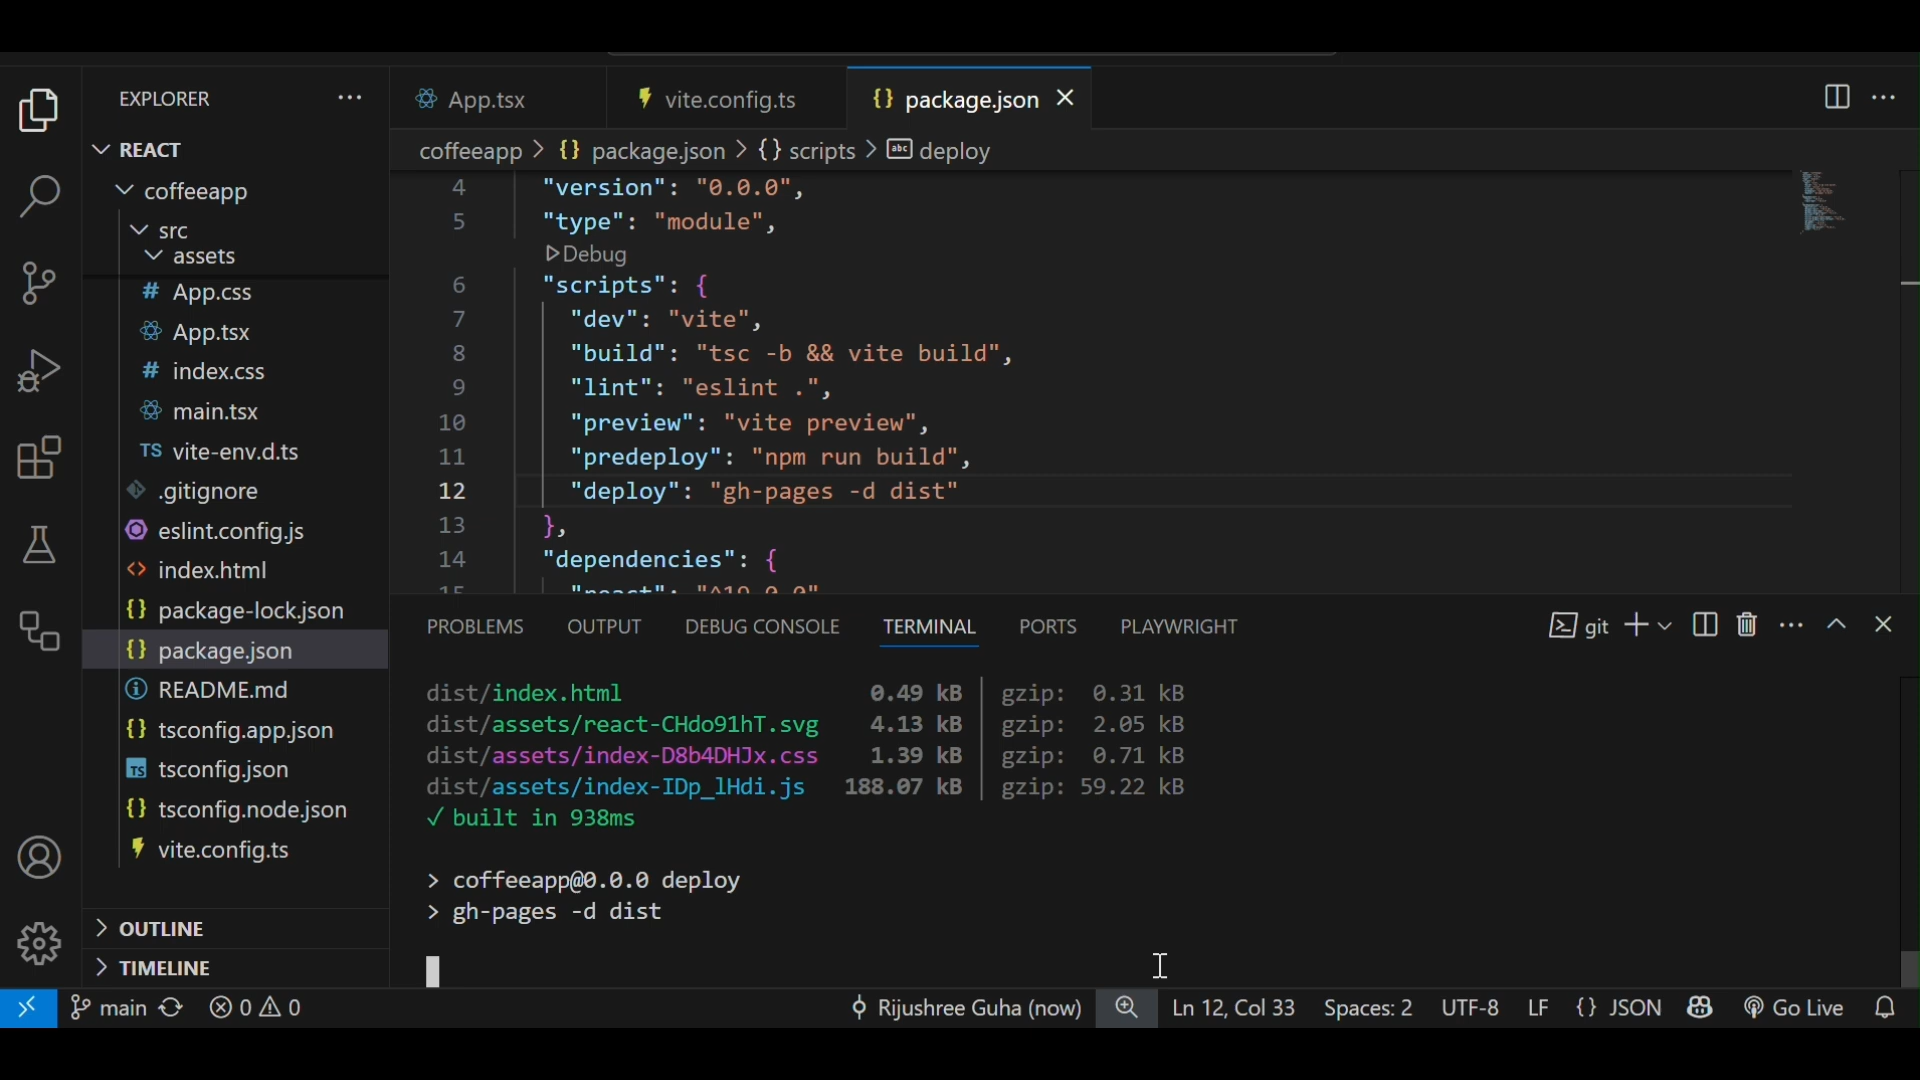 EXPLORER
REACT
coffeeapp
src
assets
# App.css
App.tsx
# index.css
main.tsx
TS vite-env.d.ts
.gitignore
eslint.config.js
<> index.html
{} package-lock.json
{} package.json
README.md
{} tsconfig.app.json
TS tsconfig.json
{} tsconfig.node.json
vite.config.ts
OUTLINE
TIMELINE
App.tsx
vite.config.ts
{} package.json
coffeeapp > {} package.json > {} scripts > abc deploy
4 "version": "0.0.0",
5 "type": "module",
Debug
6 "scripts": {
7 "dev": "vite",
8 "build": "tsc -b && vite build",
9 "lint": "eslint .",
10 "preview": "vite preview",
11 "predeploy": "npm run build",
12 "deploy": "gh-pages -d dist"
13 },
14 "dependencies": {
15 "react": "^19.0.0"
PROBLEMS OUTPUT DEBUG CONSOLE TERMINAL PORTS PLAYWRIGHT
git
dist/index.html 0.49 kB │ gzip: 0.31 kB
dist/assets/react-CHdo91hT.svg 4.13 kB │ gzip: 2.05 kB
dist/assets/index-D8b4DHJx.css 1.39 kB │ gzip: 0.71 kB
dist/assets/index-IDp_lHdi.js 188.07 kB │ gzip: 59.22 kB
✓ built in 938ms
> coffeeapp@0.0.0 deploy
> gh-pages -d dist
main 0 0 Rijushree Guha (now) Ln 12, Col 33 Spaces: 2 UTF-8 LF {} JSON Go Live